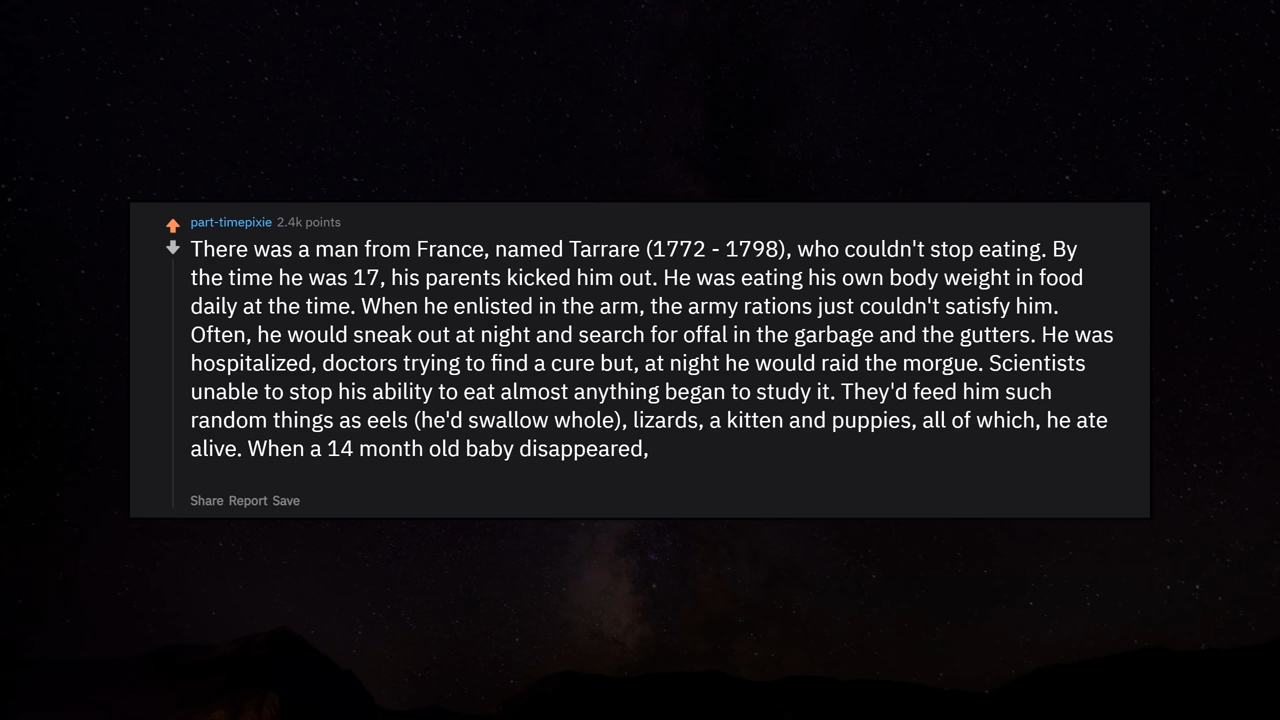 part-timepixie 2.4k points
There was a man from France, named Tarrare (1772 - 1798), who couldn't stop eating. By
the time he was 17, his parents kicked him out. He was eating his own body weight in food
daily at the time. When he enlisted in the arm, the army rations just couldn't satisfy him.
Often, he would sneak out at night and search for offal in the garbage and the gutters. He was
hospitalized, doctors trying to find a cure but, at night he would raid the morgue. Scientists
unable to stop his ability to eat almost anything began to study it. They'd feed him such
random things as eels (he'd swallow whole), lizards, a kitten and puppies, all of which, he ate
alive. When a 14 month old baby disappeared,
Share Report Save